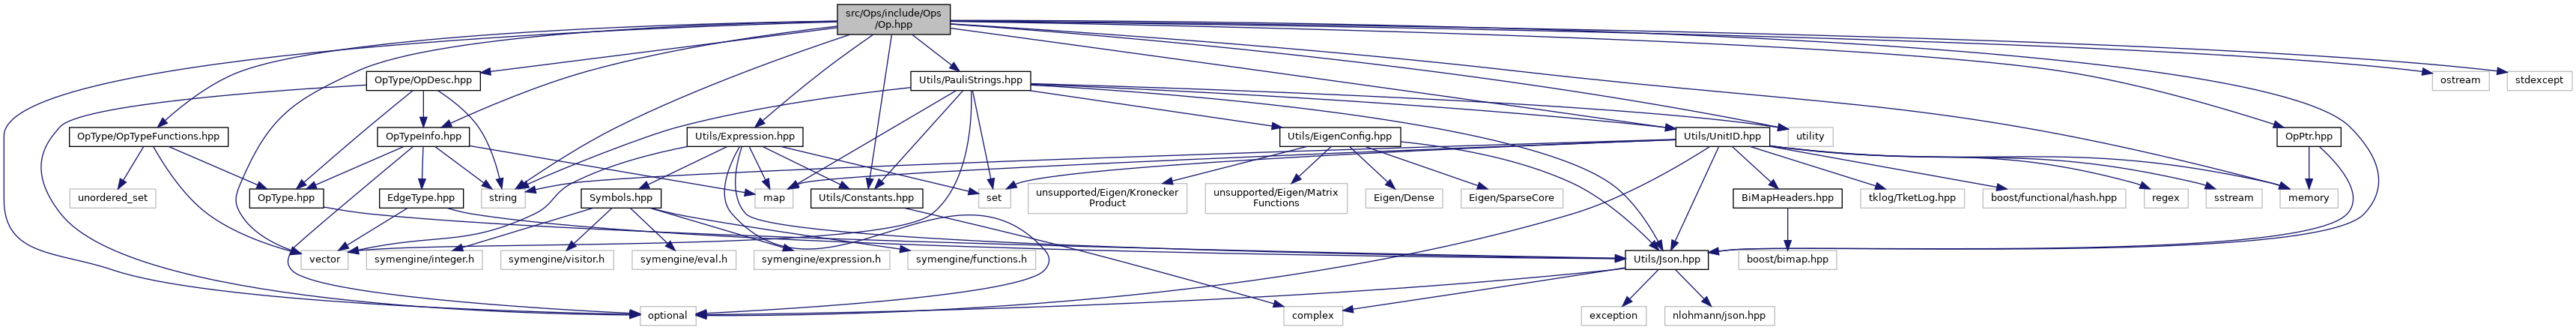 src/Ops/include/Ops
/Op.hpp
OpType/OpDesc.hpp
Utils/PauliStrings.hpp
ostream
stdexcept
OpType/OpTypeFunctions.hpp
OpTypeInfo.hpp
Utils/Expression.hpp
Utils/EigenConfig.hpp
Utils/UnitID.hpp
utility
OpPtr.hpp
unordered_set
OpType.hpp
EdgeType.hpp
string
Symbols.hpp
map
Utils/Constants.hpp
set
unsupported/Eigen/Kronecker
Product
unsupported/Eigen/Matrix
Functions
Eigen/Dense
Eigen/SparseCore
BiMapHeaders.hpp
tklog/TketLog.hpp
boost/functional/hash.hpp
regex
sstream
memory
vector
symengine/integer.h
symengine/visitor.h
symengine/eval.h
symengine/expression.h
symengine/functions.h
Utils/Json.hpp
boost/bimap.hpp
optional
complex
exception
nlohmann/json.hpp